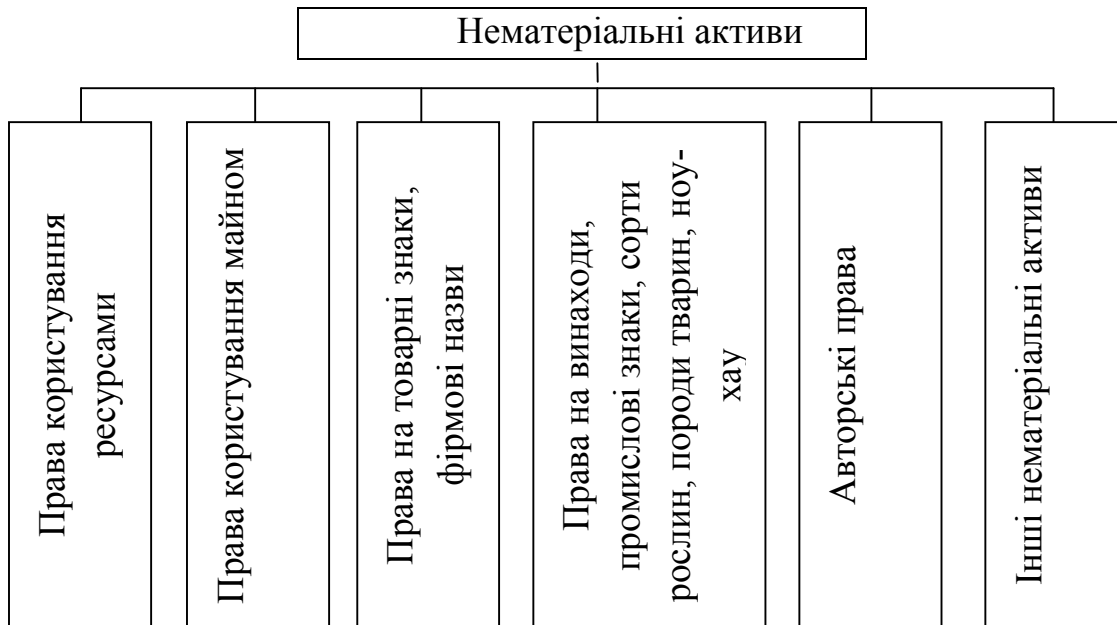 Нематеріальні активи
Права користування
ресурсами
Права користування майном
Права на товарні знаки,
фірмові назви
Права на винаходи,
промислові знаки, сорти
рослин, породи тварин, ноу-
хау
Авторські права
Інші нематеріальні активи